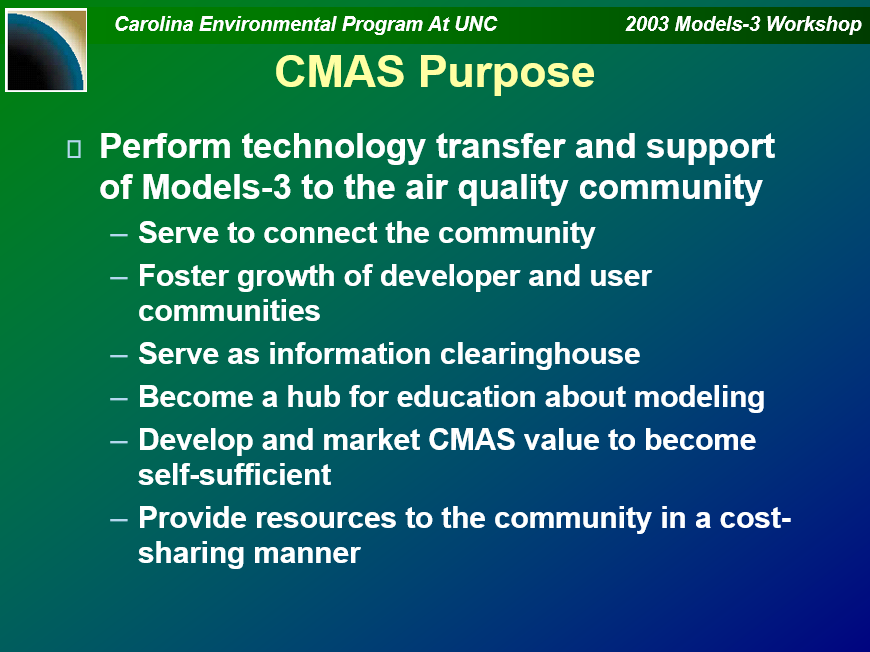 Carolina Environmental Program At UNC
2003 Models-3 Workshop
CMAS Purpose
Perform technology transfer and support
of Models-3 to the air quality community
– Serve to connect the community
– Foster growth of developer and user
communities
– Serve as information clearinghouse
– Become a hub for education about modeling
– Develop and market CMAS value to become
self-sufficient
– Provide resources to the community in a cost-
sharing manner